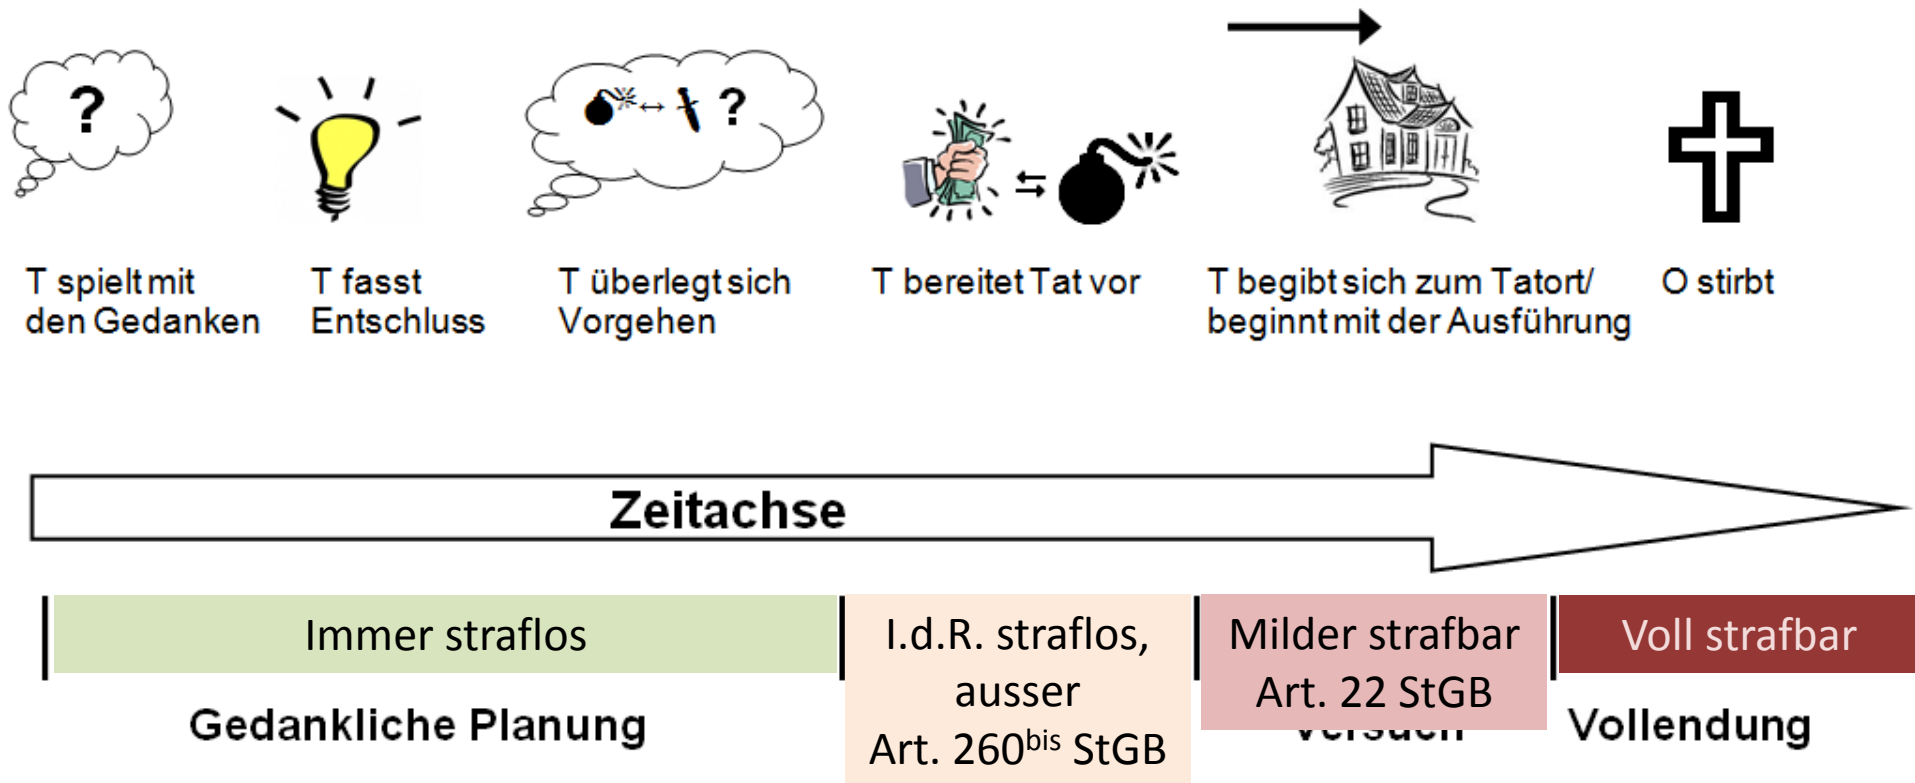 ?
?
T spielt mit
den Gedanken
T fasst
Entschluss
T überlegt sich
Vorgehen
T bereitet Tat vor
T begibt sich zum Tatort/
beginnt mit der Ausführung
O stirbt
Zeitachse
Immer straflos
I.d.R. straflos,
ausser
Art. 260bis StGB
Milder strafbar
Art. 22 StGB
Voll strafbar
Gedankliche Planung
Versuch
Vollendung